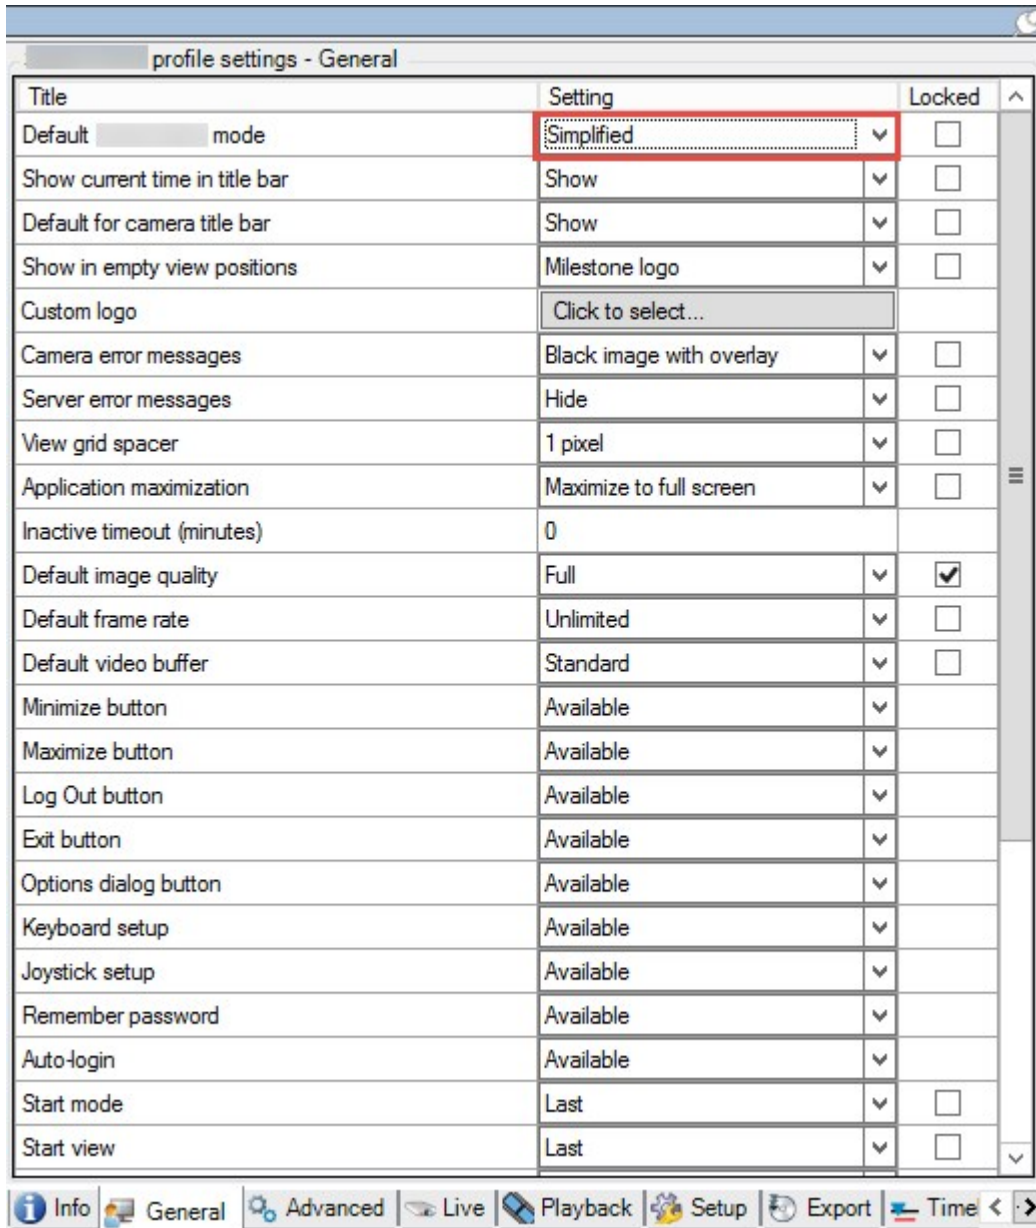 profile settings - General
Title Setting Locked
Default mode Simplified
Show current time in title bar Show
Default for camera title bar Show
Show in empty view positions Milestone logo
Custom logo Click to select...
Camera error messages Black image with overlay
Server error messages Hide
View grid spacer 1 pixel
Application maximization Maximize to full screen
Inactive timeout (minutes) 0
Default image quality Full
Default frame rate Unlimited
Default video buffer Standard
Minimize button Available
Maximize button Available
Log Out button Available
Exit button Available
Options dialog button Available
Keyboard setup Available
Joystick setup Available
Remember password Available
Auto-login Available
Start mode Last
Start view Last
Info General Advanced Live Playback Setup Export Timel